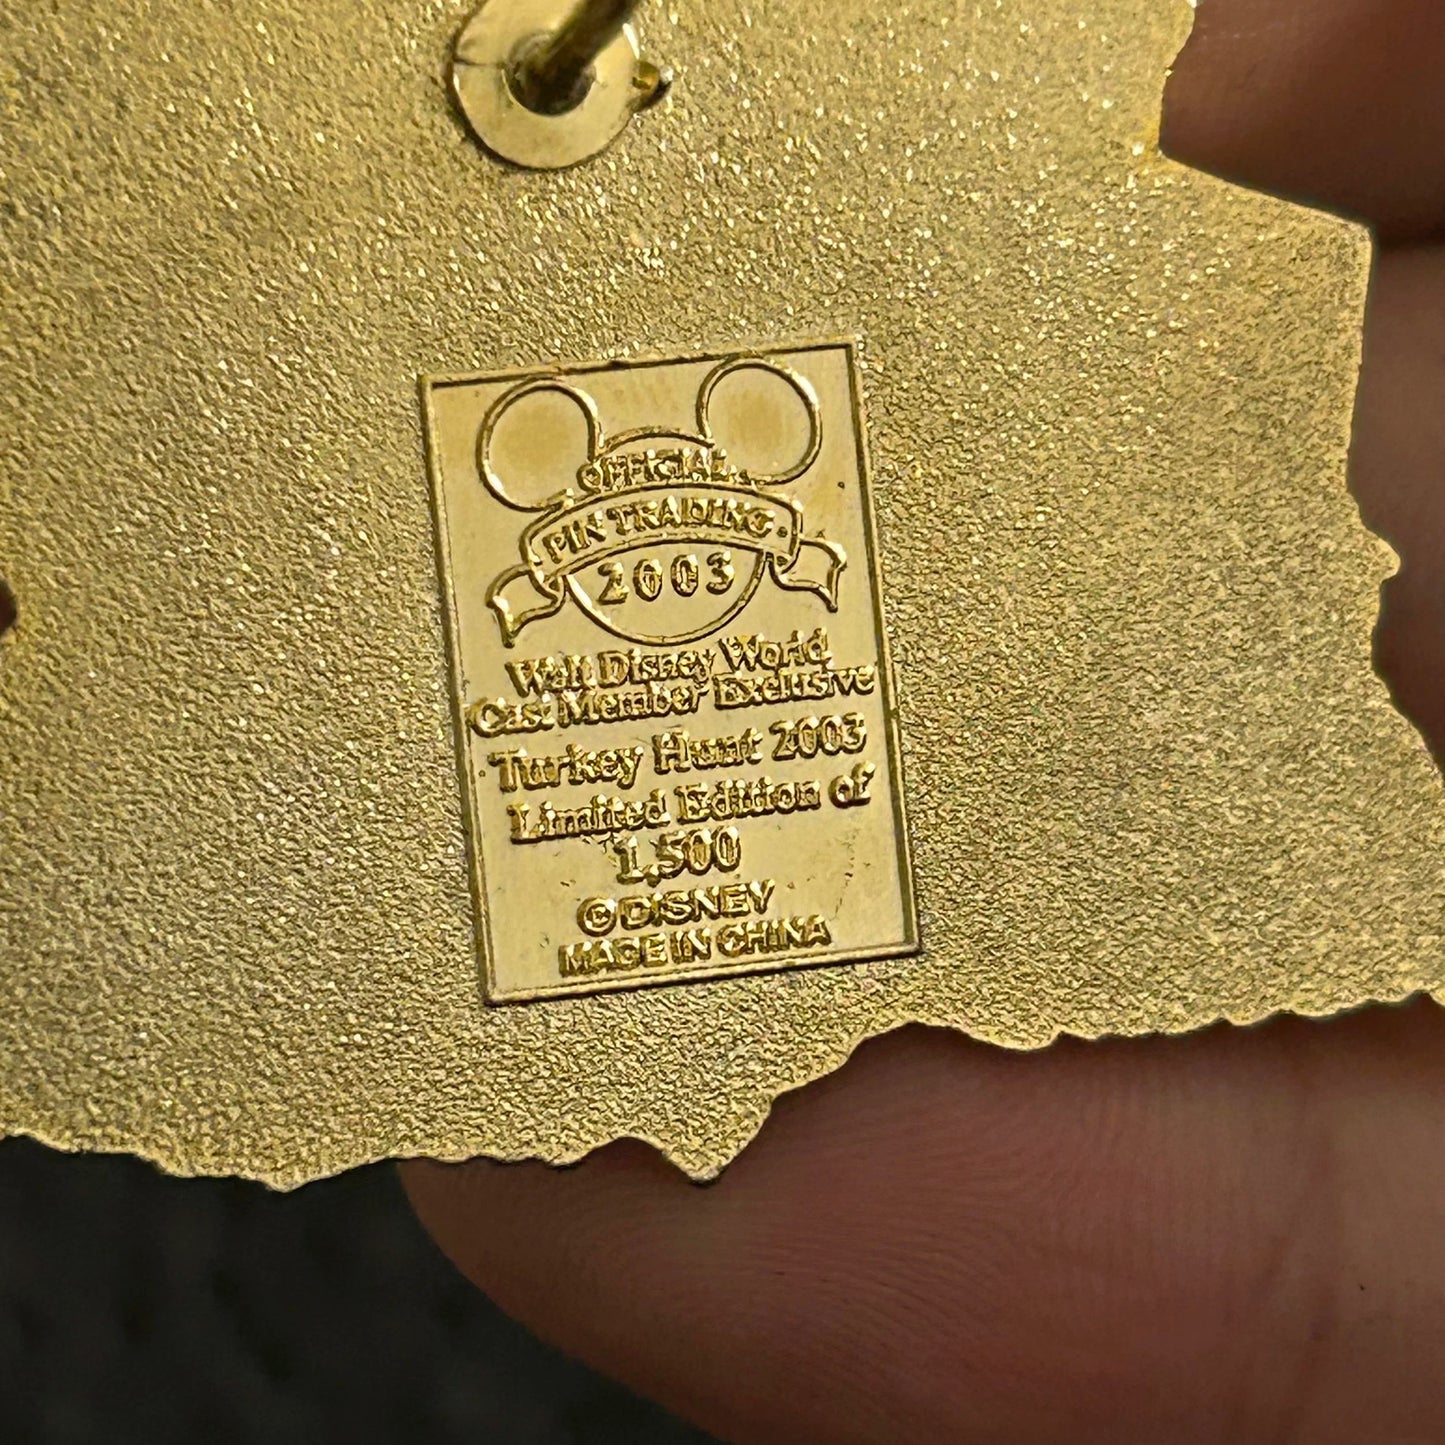 OFFICIAL
PIN TRADING
2003
Walt Disney World
Cast Member Exclusive
Turkey Hunt 2003
Limited Edition of
1,500
© DISNEY
MADE IN CHINA